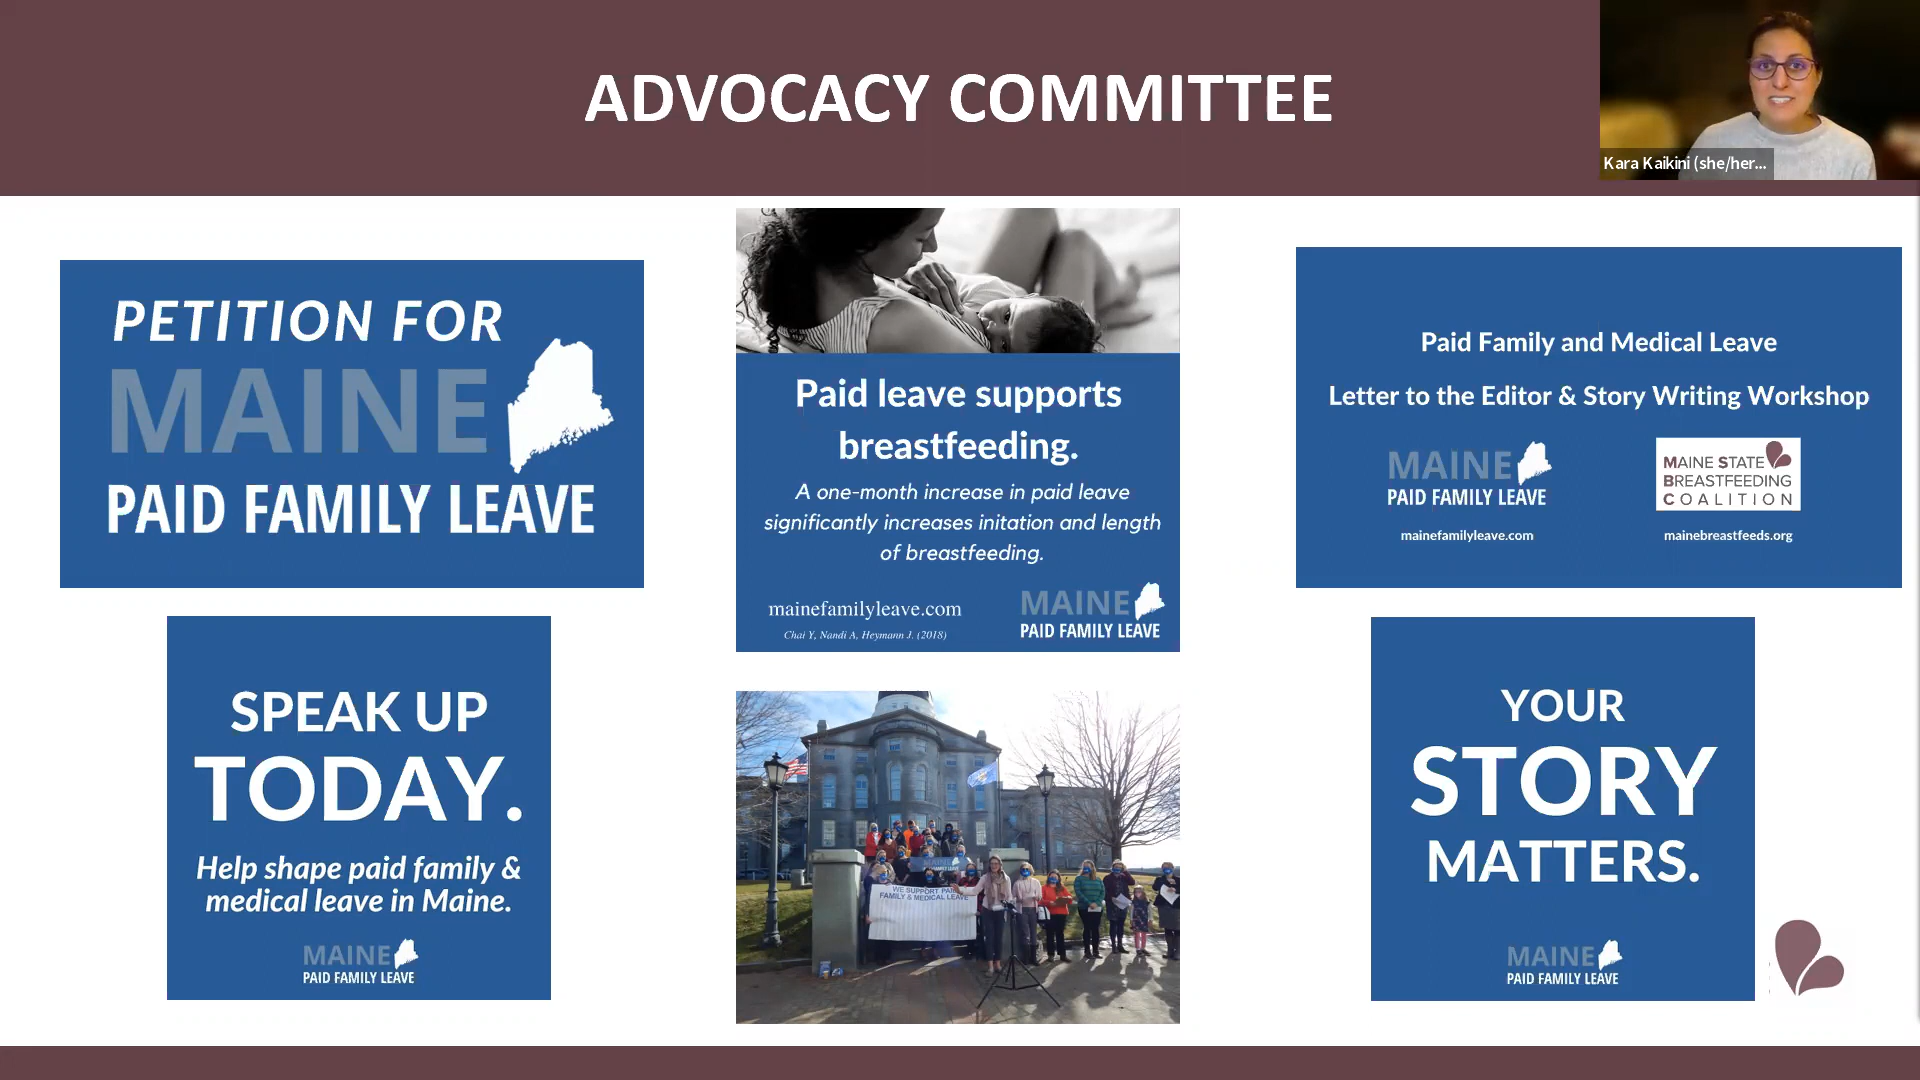 ADVOCACY COMMITTEE
Kara Kaikini (she/her...
PETITION FOR
MAINE
PAID FAMILY LEAVE
Paid leave supports
breastfeeding.
A one-month increase in paid leave
significantly increases initation and length
of breastfeeding.
mainefamilyleave.com
Chai Y, Nandi A, Heymann J. (2018)
MAINE
PAID FAMILY LEAVE
Paid Family and Medical Leave
Letter to the Editor & Story Writing Workshop
MAINE
PAID FAMILY LEAVE
mainefamilyleave.com
MAINE STATE
BREASTFEEDING
COALITION
mainebreastfeeds.org
SPEAK UP
TODAY.
Help shape paid family &
medical leave in Maine.
MAINE
PAID FAMILY LEAVE
MAINE
WE SUPPORT PAID
FAMILY & MEDICAL LEAVE
YOUR
STORY
MATTERS.
MAINE
PAID FAMILY LEAVE